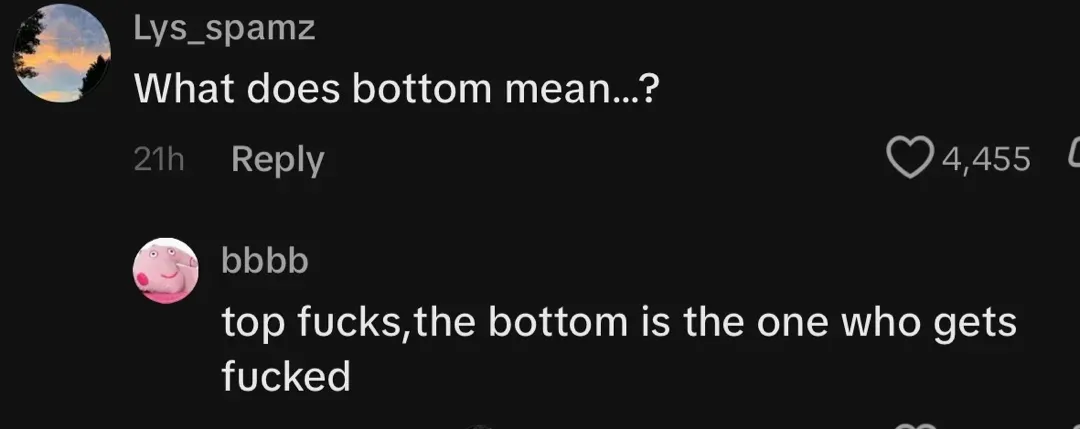 Lys_spamz
What does bottom mean...?
21h Reply 4,455
bbbb
top fucks,the bottom is the one who gets
fucked